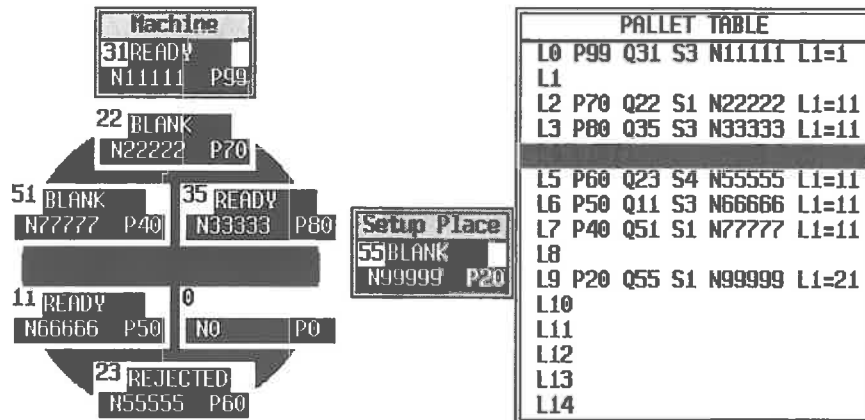 Machine
31 READY
N11111 P99
22 BLANK
N22222 P70
51 BLANK
N77777 P40
35 READY
N33333 P80
11 READY
N66666 P50
0
N0 P0
23 REJECTED
N55555 P60
Setup Place
55 BLANK
N99999 P20
PALLET TABLE
L0 P99 Q31 S3 N11111 L1=1
L1
L2 P70 Q22 S1 N22222 L1=11
L3 P80 Q35 S3 N33333 L1=11
L5 P60 Q23 S4 N55555 L1=11
L6 P50 Q11 S3 N66666 L1=11
L7 P40 Q51 S1 N77777 L1=11
L8
L9 P20 Q55 S1 N99999 L1=21
L10
L11
L12
L13
L14